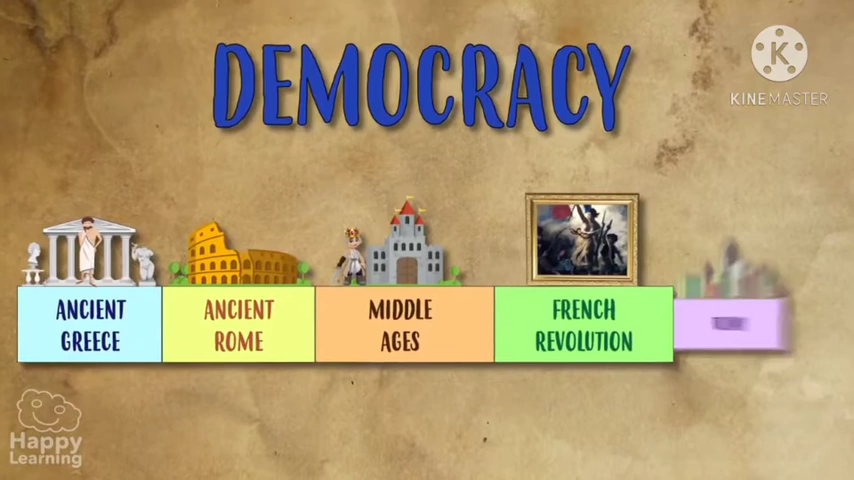 DEMOCRACY
KINEMASTER
ANCIENT
GREECE
ANCIENT
ROME
MIDDLE
AGES
FRENCH
REVOLUTION
Happy
Learning